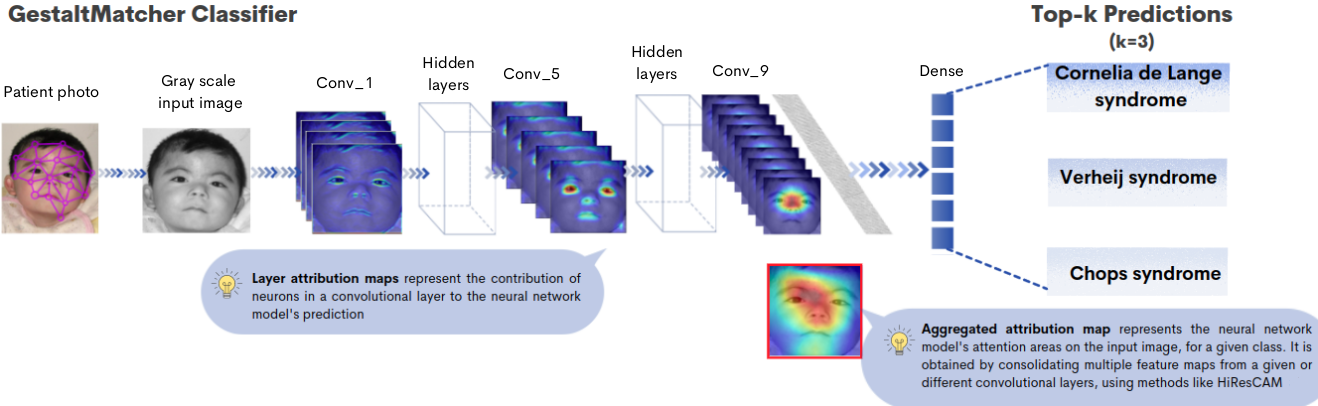 GestaltMatcher Classifier
Top-k Predictions
(k=3)
Patient photo
Gray scale
input image
Conv_1
Hidden
layers
Conv_5
Hidden
layers
Conv_9
Dense
Cornelia de Lange
syndrome
Verheij syndrome
Chops syndrome
Layer attribution maps represent the contribution of
neurons in a convolutional layer to the neural network
model's prediction
Aggregated attribution map represents the neural network
model's attention areas on the input image, for a given class. It is
obtained by consolidating multiple feature maps from a given or
different convolutional layers, using methods like HiResCAM